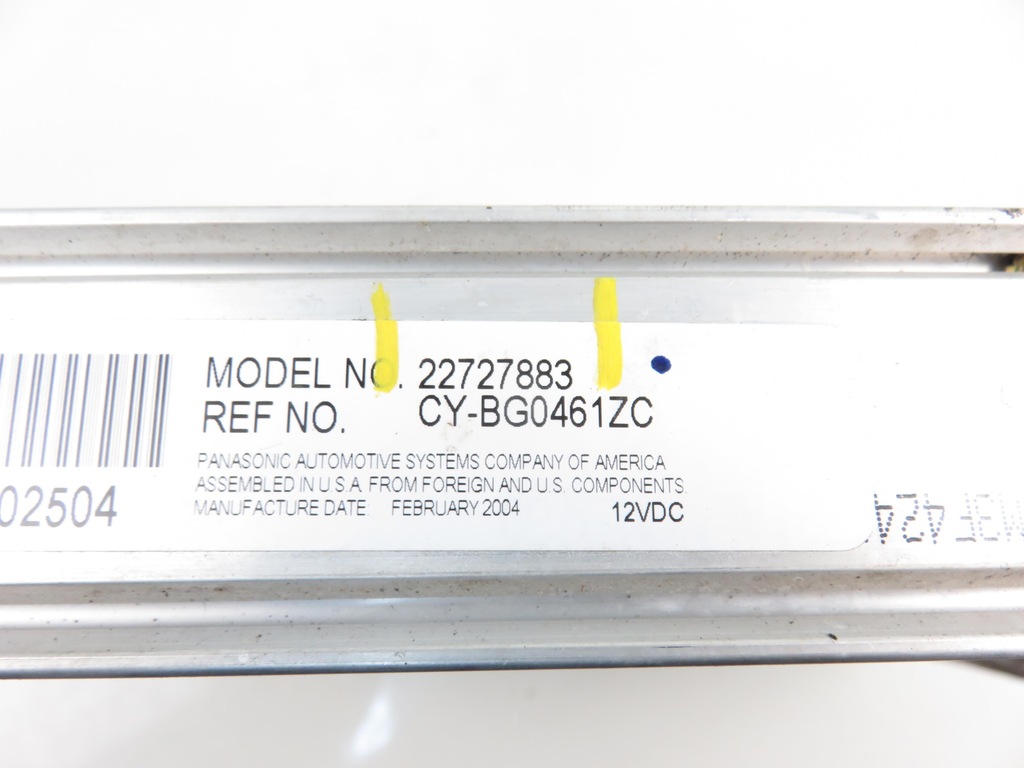 MODEL NO. 22727883
REF NO. CY-BG0461ZC
PANASONIC AUTOMOTIVE SYSTEMS COMPANY OF AMERICA
ASSEMBLED IN U.S.A. FROM FOREIGN AND U.S. COMPONENTS.
MANUFACTURE DATE: FEBRUARY 2004 12VDC
02504